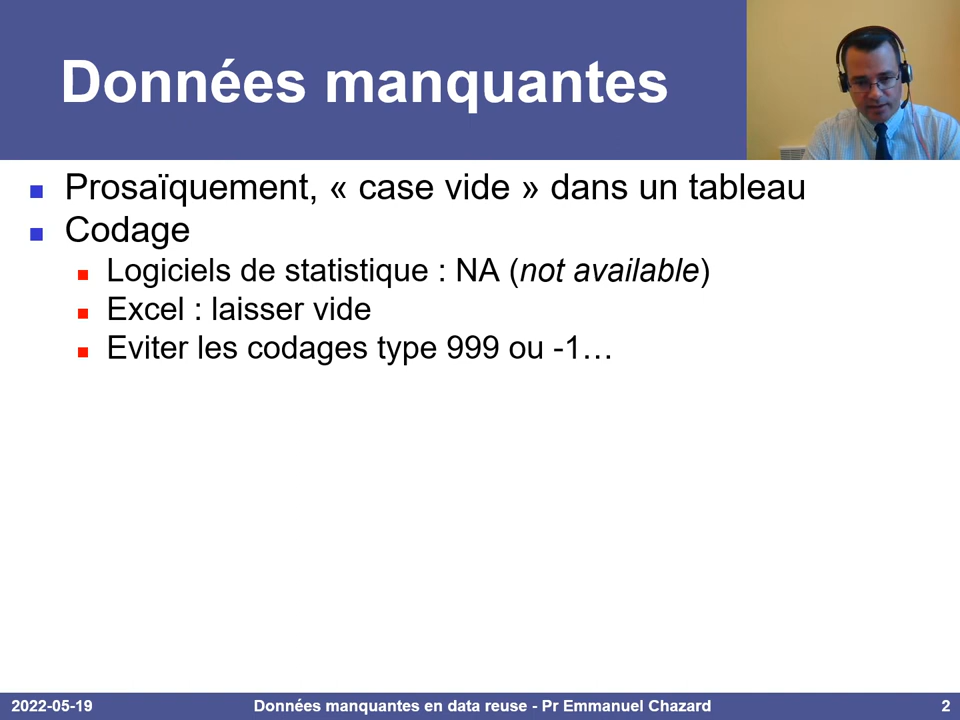 Données manquantes
Prosaïquement, « case vide » dans un tableau
Codage
Logiciels de statistique : NA (not available)
Excel : laisser vide
Eviter les codages type 999 ou -1…
2022-05-19
Données manquantes en data reuse - Pr Emmanuel Chazard
2